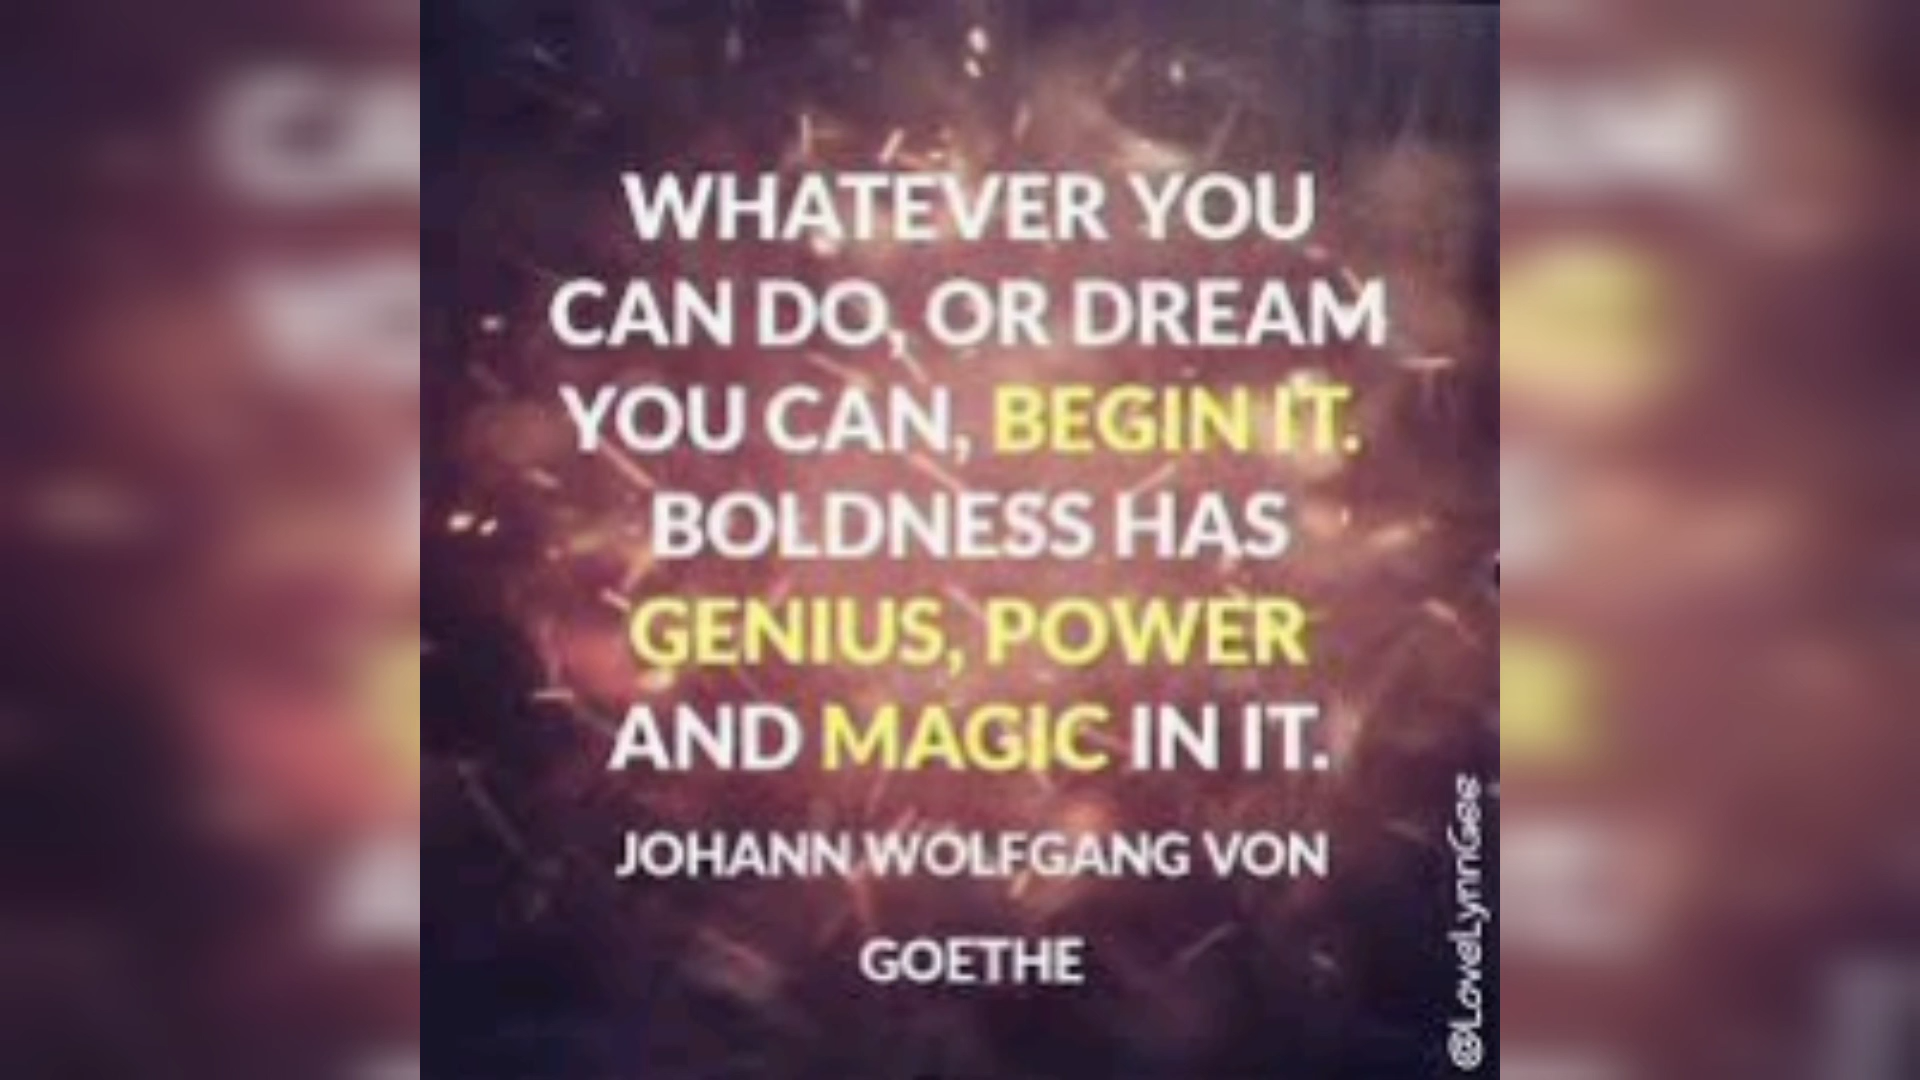 WHATEVER YOU
CAN DO, OR DREAM
YOU CAN, BEGIN IT.
BOLDNESS HAS
GENIUS, POWER
AND MAGIC IN IT.
JOHANN WOLFGANG VON
GOETHE
@LoveLynnGee